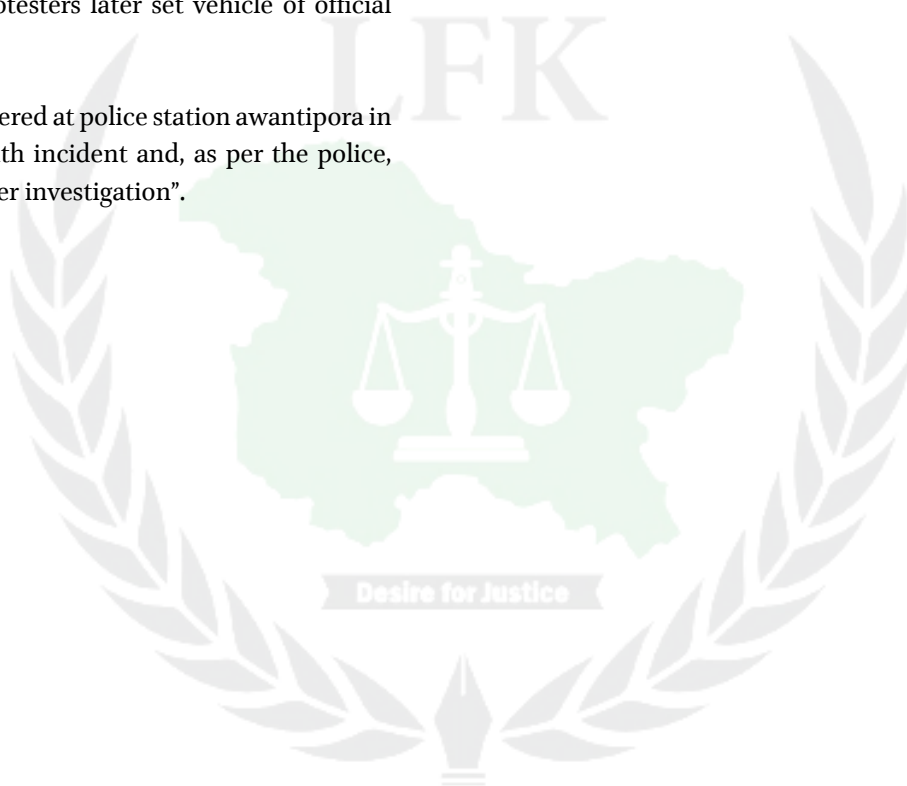 otesters later set vehicle of official
LFK
ered at police station awantipora in
th incident and, as per the police,
er investigation”.
Desire for Justice